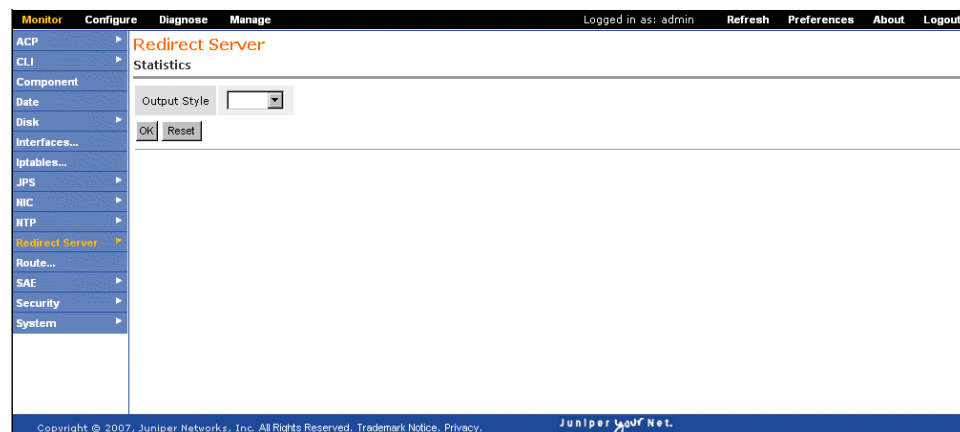 Monitor Configure Diagnose Manage Logged in as: admin Refresh Preferences About Logout
ACP
CLI
Component
Date
Disk
Interfaces...
Iptables...
JPS
NIC
NTP
Redirect Server
Route...
SAE
Security
System
Redirect Server
Statistics
Output Style
OK Reset
Copyright © 2007, Juniper Networks, Inc. All Rights Reserved. Trademark Notice. Privacy.
Juniper your Net.